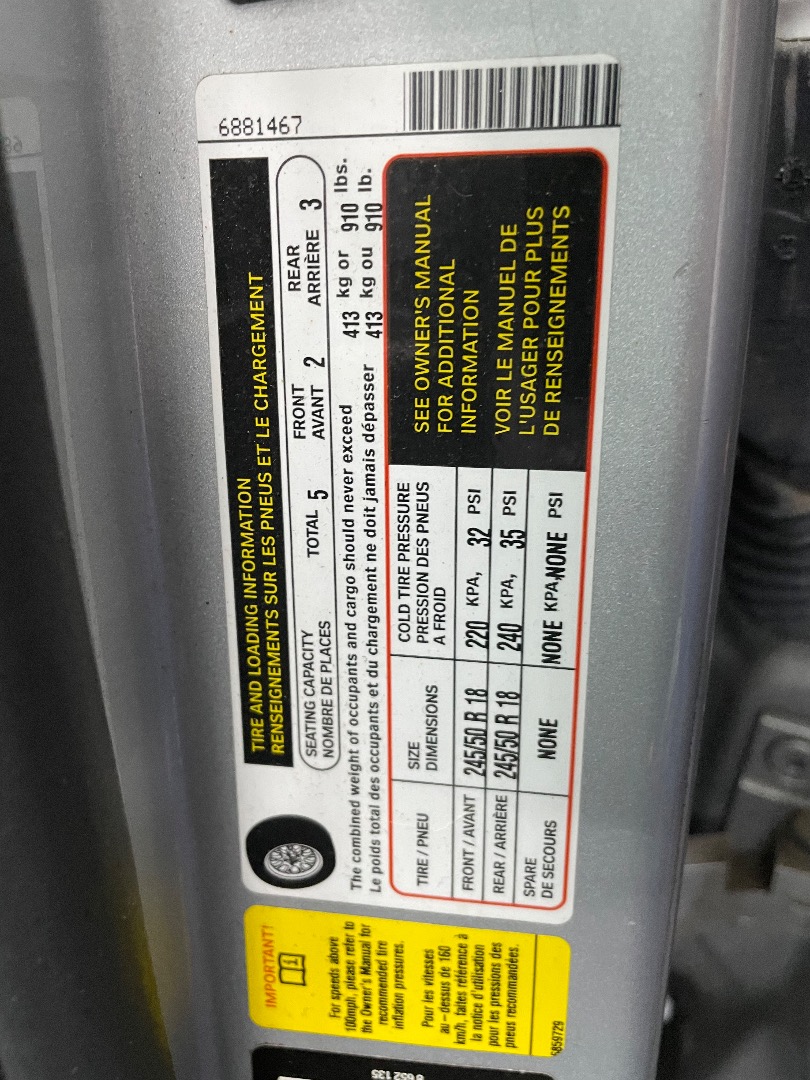 6881467
TIRE AND LOADING INFORMATION
RENSEIGNEMENTS SUR LES PNEUS ET LE CHARGEMENT
SEATING CAPACITY
NOMBRE DE PLACES
TOTAL 5
FRONT
AVANT 2
REAR
ARRIÈRE 3
The combined weight of occupants and cargo should never exceed 413 kg or 910 lbs.
Le poids total des occupants et du chargement ne doit jamais dépasser 413 kg ou 910 lb.
TIRE / PNEU
SIZE
DIMENSIONS
COLD TIRE PRESSURE
PRESSION DES PNEUS
A FROID
FRONT / AVANT 245/50 R 18 220 KPA, 32 PSI
REAR / ARRIÈRE 245/50 R 18 240 KPA, 35 PSI
SPARE
DE SECOURS NONE NONE KPA, NONE PSI
SEE OWNER'S MANUAL
FOR ADDITIONAL
INFORMATION
VOIR LE MANUEL DE
L'USAGER POUR PLUS
DE RENSEIGNEMENTS
IMPORTANT!
For speeds above
100mph, please refer to
the Owner's Manual for
recommended tire
inflation pressures.
Pour les vitesses
au-dessus de 160
km/h, faites référence à
la notice d'utilisation
pour les pressions des
pneus recommandées.
6859729
8 652 135